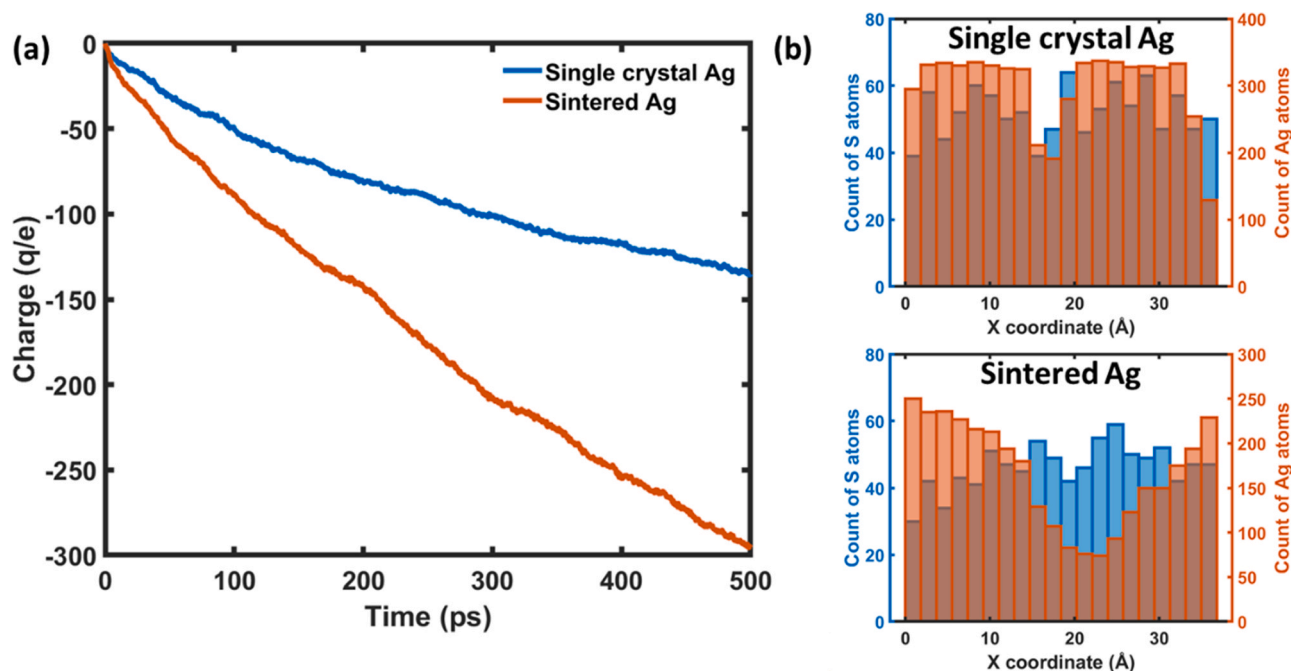 (a)
0
-50
-100
-150
-200
-250
-300
Charge (q/e)
Single crystal Ag
Sintered Ag
0 100 200 300 400 500
Time (ps)
(b)
Single crystal Ag
80
60
40
20
0
Count of S atoms
400
300
200
100
0
Count of Ag atoms
0 10 20 30
X coordinate (Å)
Sintered Ag
80
60
40
20
0
Count of S atoms
300
250
200
150
100
50
0
Count of Ag atoms
0 10 20 30
X coordinate (Å)